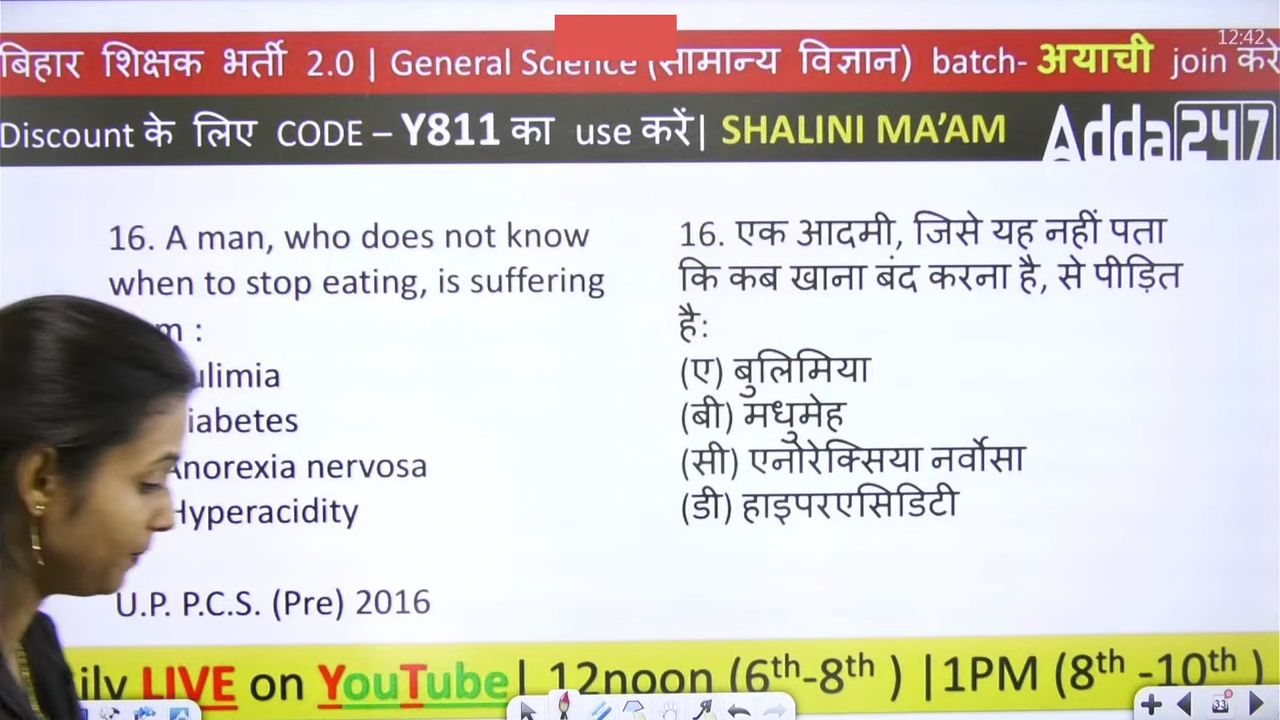 12:42
बिहार शिक्षक भर्ती 2.0 | General Science (सामान्य विज्ञान) batch- अयाची join करे
Discount के लिए CODE – Y811 का use करें| SHALINI MA'AM Adda247
16. A man, who does not know
when to stop eating, is suffering
m :
ulimia
iabetes
Anorexia nervosa
Hyperacidity
U.P. P.C.S. (Pre) 2016
16. एक आदमी, जिसे यह नहीं पता
कि कब खाना बंद करना है, से पीड़ित
है:
(ए) बुलिमिया
(बी) मधुमेह
(सी) एनोरेक्सिया नर्वोसा
(डी) हाइपरएसिडिटी
ily LIVE on YouTube| 12noon (6th-8th ) |1PM (8th -10th )
33